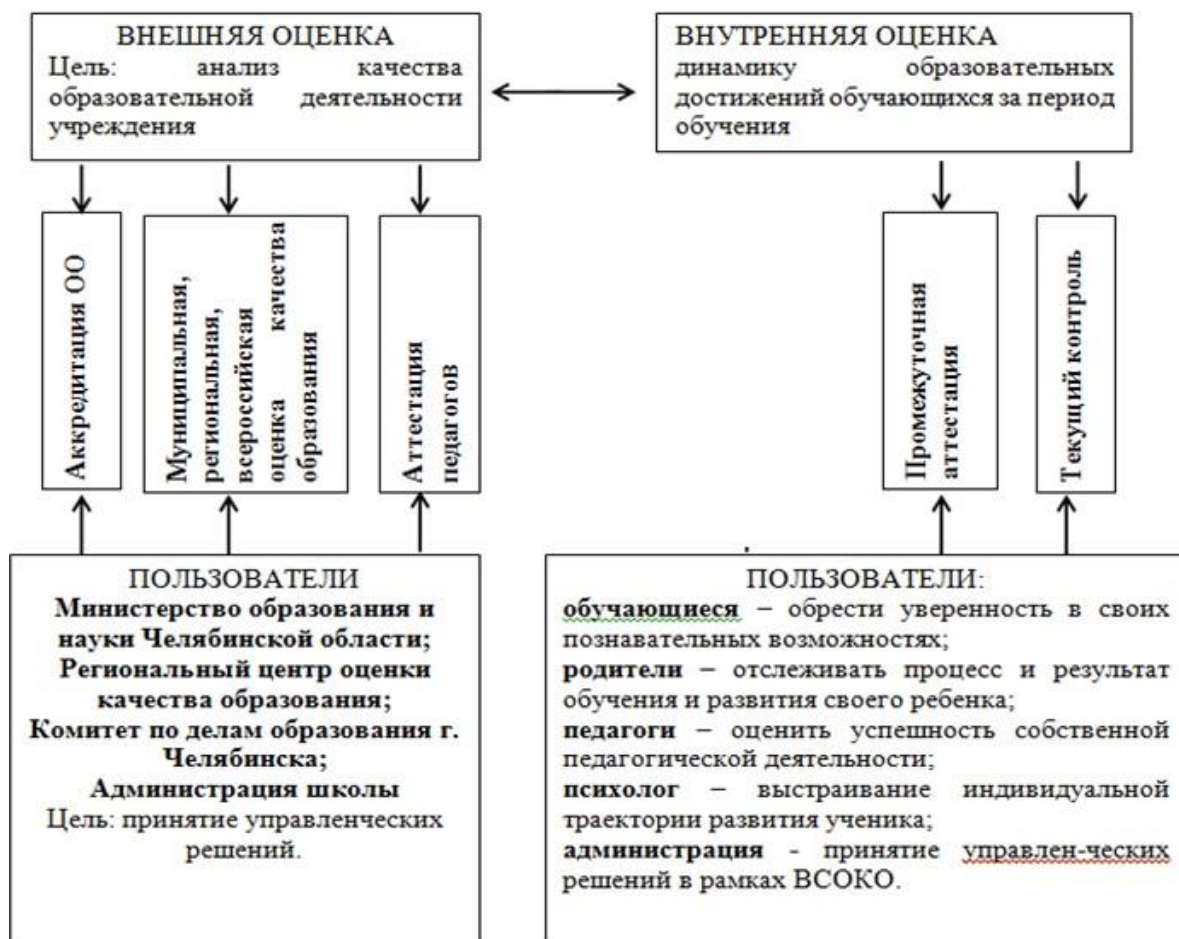 ВНЕШНЯЯ ОЦЕНКА
Цель: анализ качества
образовательной деятельности
учреждения
ВНУТРЕННЯЯ ОЦЕНКА
динамику образовательных
достижений обучающихся за период
обучения
Аккредитация ОО
Муниципальная,
региональная,
всероссийская
оценка качества
образования
Аттестация
педагогов
Промежуточная
аттестация
Текущий контроль
ПОЛЬЗОВАТЕЛИ
Министерство образования и
науки Челябинской области;
Региональный центр оценки
качества образования;
Комитет по делам образования г.
Челябинска;
Администрация школы
Цель: принятие управленческих
решений.
ПОЛЬЗОВАТЕЛИ:
обучающиеся – обрести уверенность в своих
познавательных возможностях;
родители – отслеживать процесс и результат
обучения и развития своего ребенка;
педагоги – оценить успешность собственной
педагогической деятельности;
психолог – выстраивание индивидуальной
траектории развития ученика;
администрация - принятие управлен-ческих
решений в рамках ВСОКО.